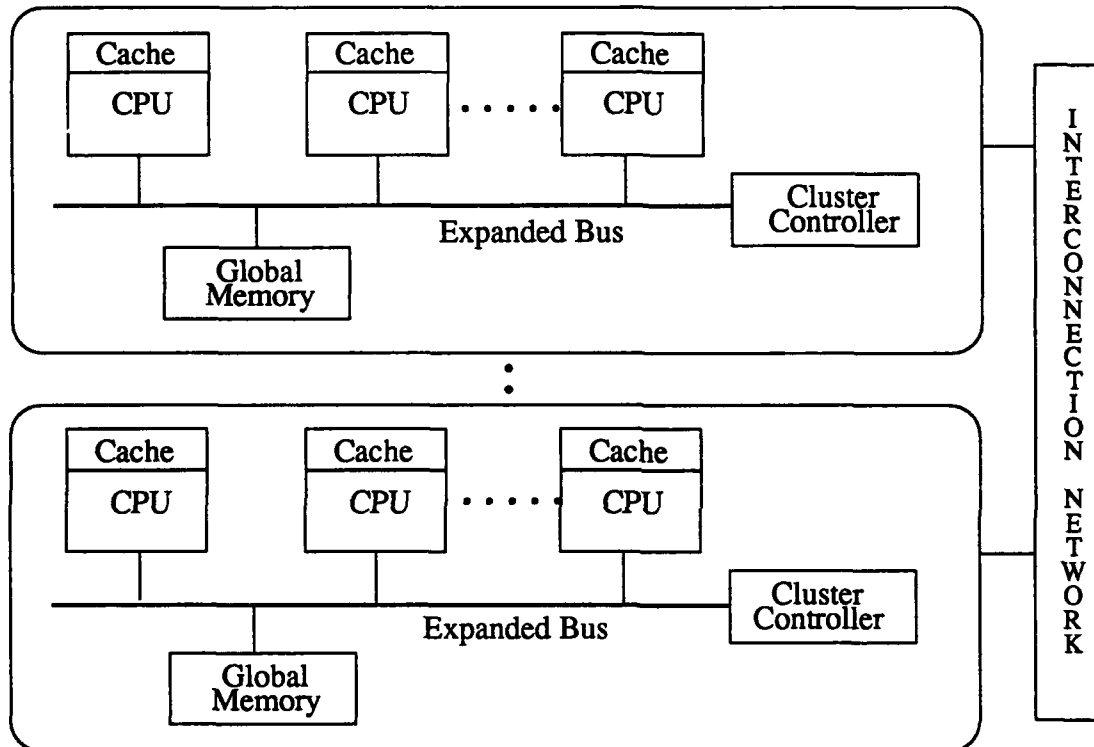 Cache
CPU
Cache
CPU
Cache
CPU
Expanded Bus
Cluster
Controller
Global
Memory
Cache
CPU
Cache
CPU
Cache
CPU
Expanded Bus
Cluster
Controller
Global
Memory
INTERCONNECTION NETWORK